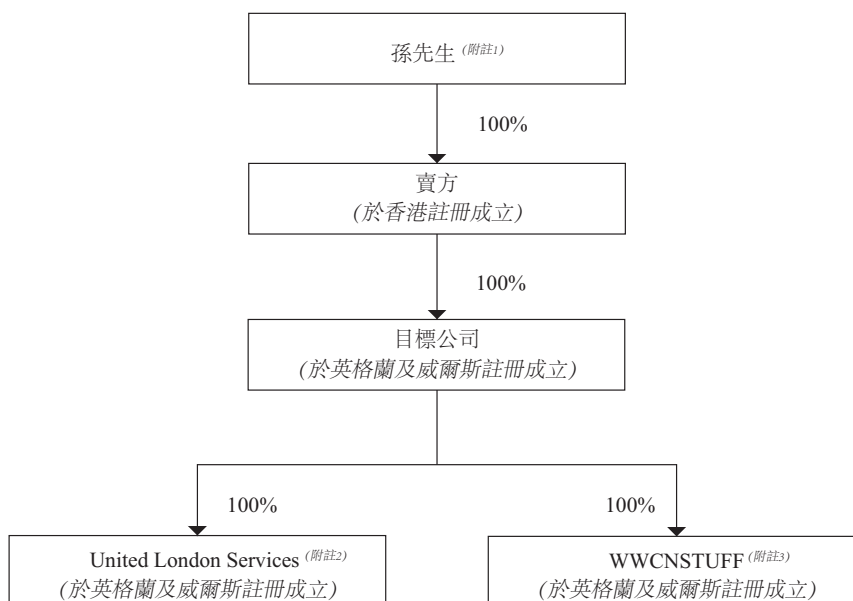 孫先生 (附註1)
100%
賣方
(於香港註冊成立)
100%
目標公司
(於英格蘭及威爾斯註冊成立)
100%
100%
United London Services (附註2)
(於英格蘭及威爾斯註冊成立)
WWCNSTUFF (附註3)
(於英格蘭及威爾斯註冊成立)